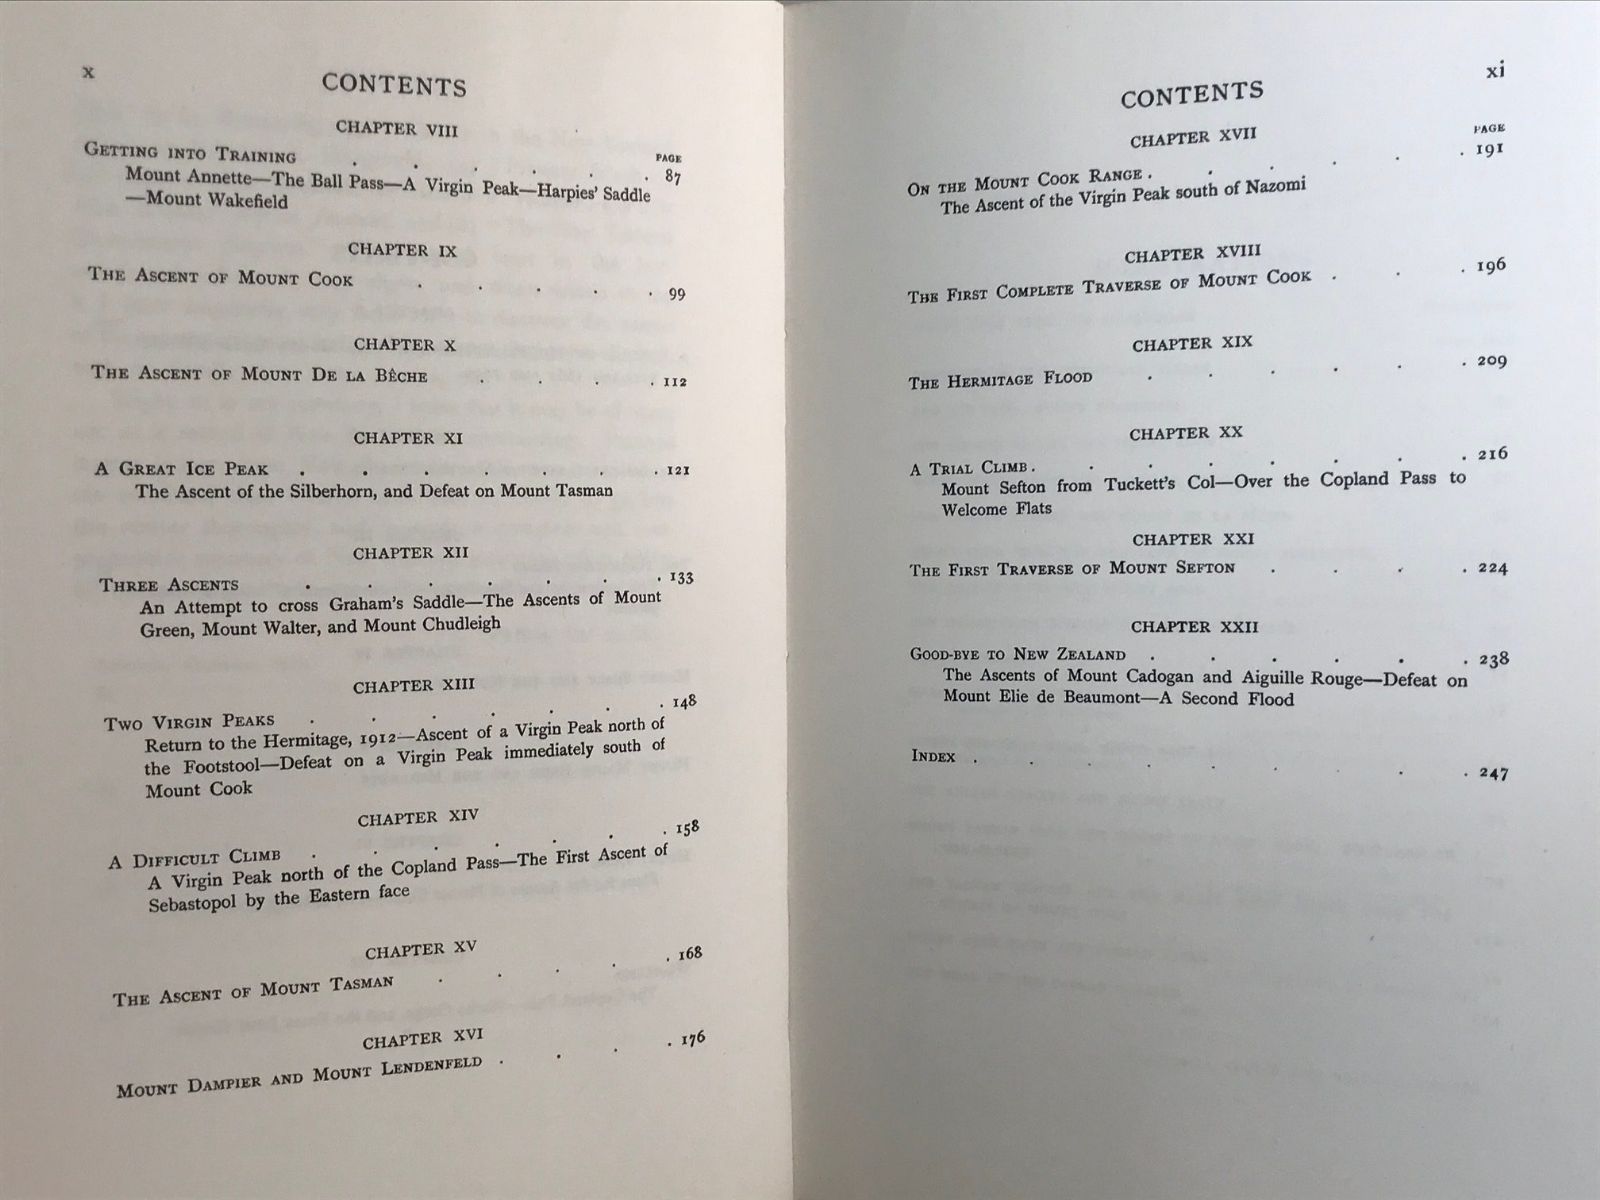 x
CONTENTS
CHAPTER VIII
PAGE
GETTING INTO TRAINING . . . . . . 87
Mount Annette—The Ball Pass—A Virgin Peak—Harpies' Saddle
—Mount Wakefield
CHAPTER IX
THE ASCENT OF MOUNT COOK . . . . . 99
CHAPTER X
THE ASCENT OF MOUNT DE LA BÊCHE . . . . 112
CHAPTER XI
A GREAT ICE PEAK . . . . . . . 121
The Ascent of the Silberhorn, and Defeat on Mount Tasman
CHAPTER XII
THREE ASCENTS . . . . . . . 133
An Attempt to cross Graham's Saddle—The Ascents of Mount
Green, Mount Walter, and Mount Chudleigh
CHAPTER XIII
TWO VIRGIN PEAKS . . . . . . . 148
Return to the Hermitage, 1912—Ascent of a Virgin Peak north of
the Footstool—Defeat on a Virgin Peak immediately south of
Mount Cook
CHAPTER XIV
A DIFFICULT CLIMB . . . . . . . 158
A Virgin Peak north of the Copland Pass—The First Ascent of
Sebastopol by the Eastern face
CHAPTER XV
THE ASCENT OF MOUNT TASMAN . . . . . 168
CHAPTER XVI
MOUNT DAMPIER AND MOUNT LENDENFELD . . . . 176
xi
CONTENTS
CHAPTER XVII
PAGE
ON THE MOUNT COOK RANGE . . . . . . 191
The Ascent of the Virgin Peak south of Nazomi
CHAPTER XVIII
THE FIRST COMPLETE TRAVERSE OF MOUNT COOK . . . 196
CHAPTER XIX
THE HERMITAGE FLOOD . . . . . . 209
CHAPTER XX
A TRIAL CLIMB . . . . . . . . 216
Mount Sefton from Tuckett's Col—Over the Copland Pass to
Welcome Flats
CHAPTER XXI
THE FIRST TRAVERSE OF MOUNT SEFTON . . . . 224
CHAPTER XXII
GOOD-BYE TO NEW ZEALAND . . . . . . 238
The Ascents of Mount Cadogan and Aiguille Rouge—Defeat on
Mount Elie de Beaumont—A Second Flood
INDEX . . . . . . . . . 247